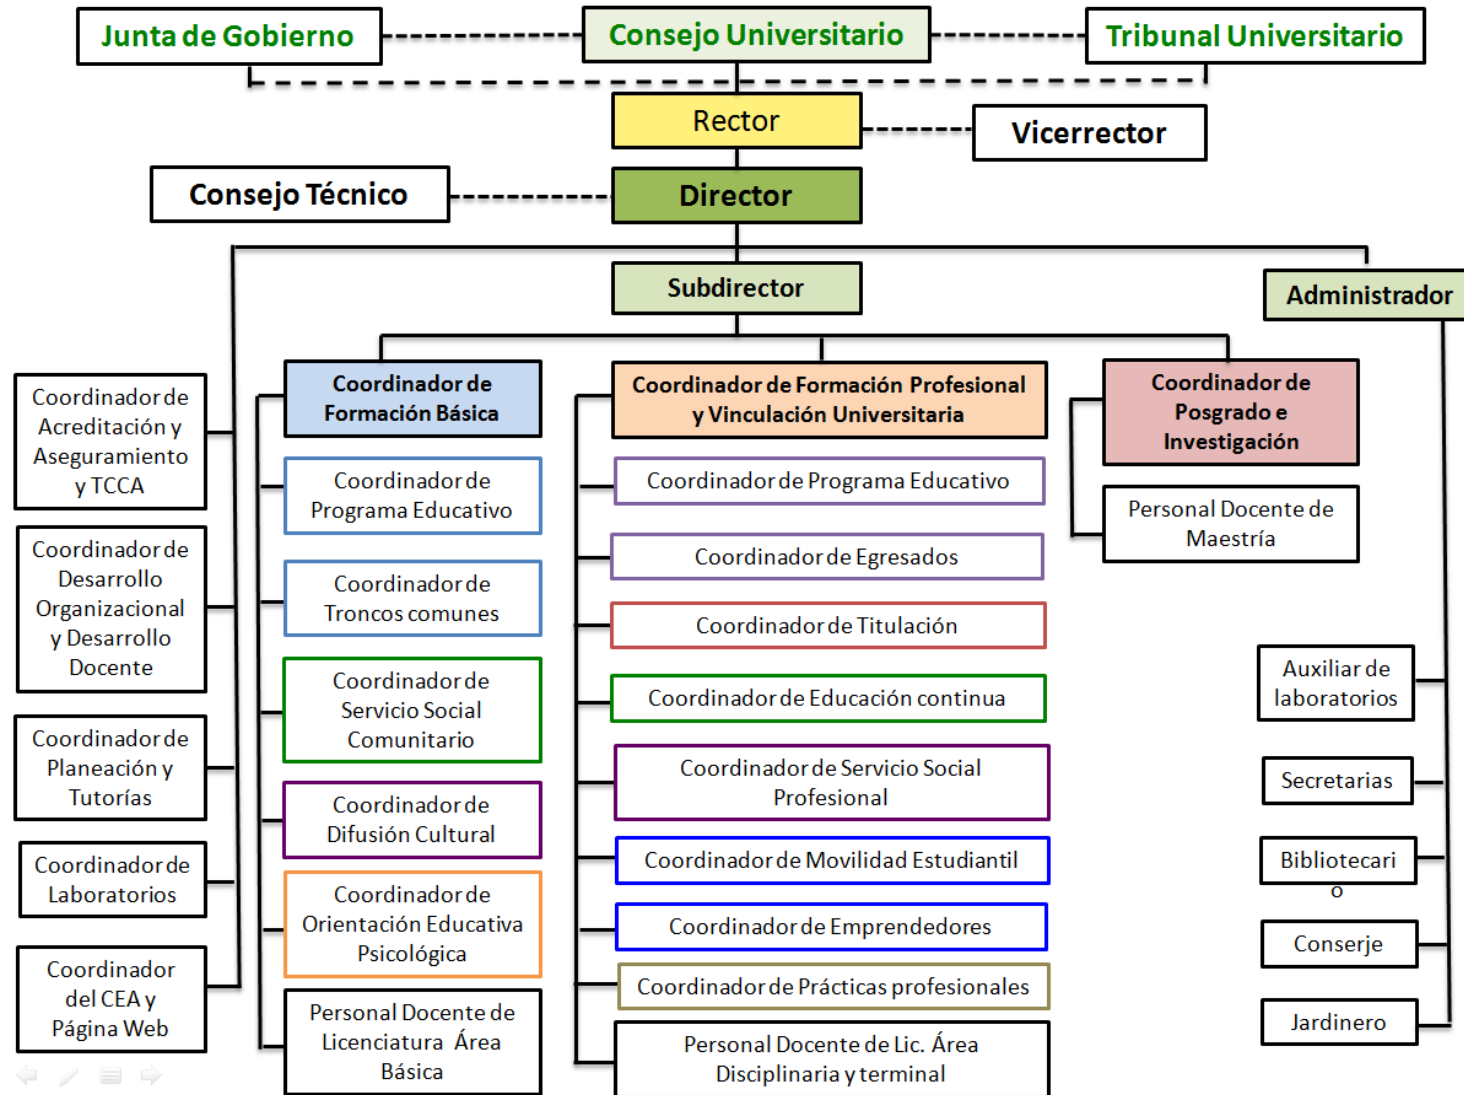 Junta de Gobierno
Consejo Universitario
Tribunal Universitario
Rector
Vicerrector
Consejo Técnico
Director
Subdirector
Administrador
Coordinador de
Acreditación y
Aseguramiento
y TCCA
Coordinador de
Desarrollo
Organizacional
y Desarrollo
Docente
Coordinador de
Planeación y
Tutorías
Coordinador de
Laboratorios
Coordinador
del CEA y
Página Web
Coordinador de
Formación Básica
Coordinador de
Programa Educativo
Coordinador de
Troncos comunes
Coordinador de
Servicio Social
Comunitario
Coordinador de
Difusión Cultural
Coordinador de
Orientación Educativa
Psicológica
Personal Docente de
Licenciatura Área
Básica
Coordinador de Formación Profesional
y Vinculación Universitaria
Coordinador de Programa Educativo
Coordinador de Egresados
Coordinador de Titulación
Coordinador de Educación continua
Coordinador de Servicio Social
Profesional
Coordinador de Movilidad Estudiantil
Coordinador de Emprendedores
Coordinador de Prácticas profesionales
Personal Docente de Lic. Área
Disciplinaria y terminal
Coordinador de
Posgrado e
Investigación
Personal Docente de
Maestría
Auxiliar de
laboratorios
Secretarias
Bibliotecari
o
Conserje
Jardinero